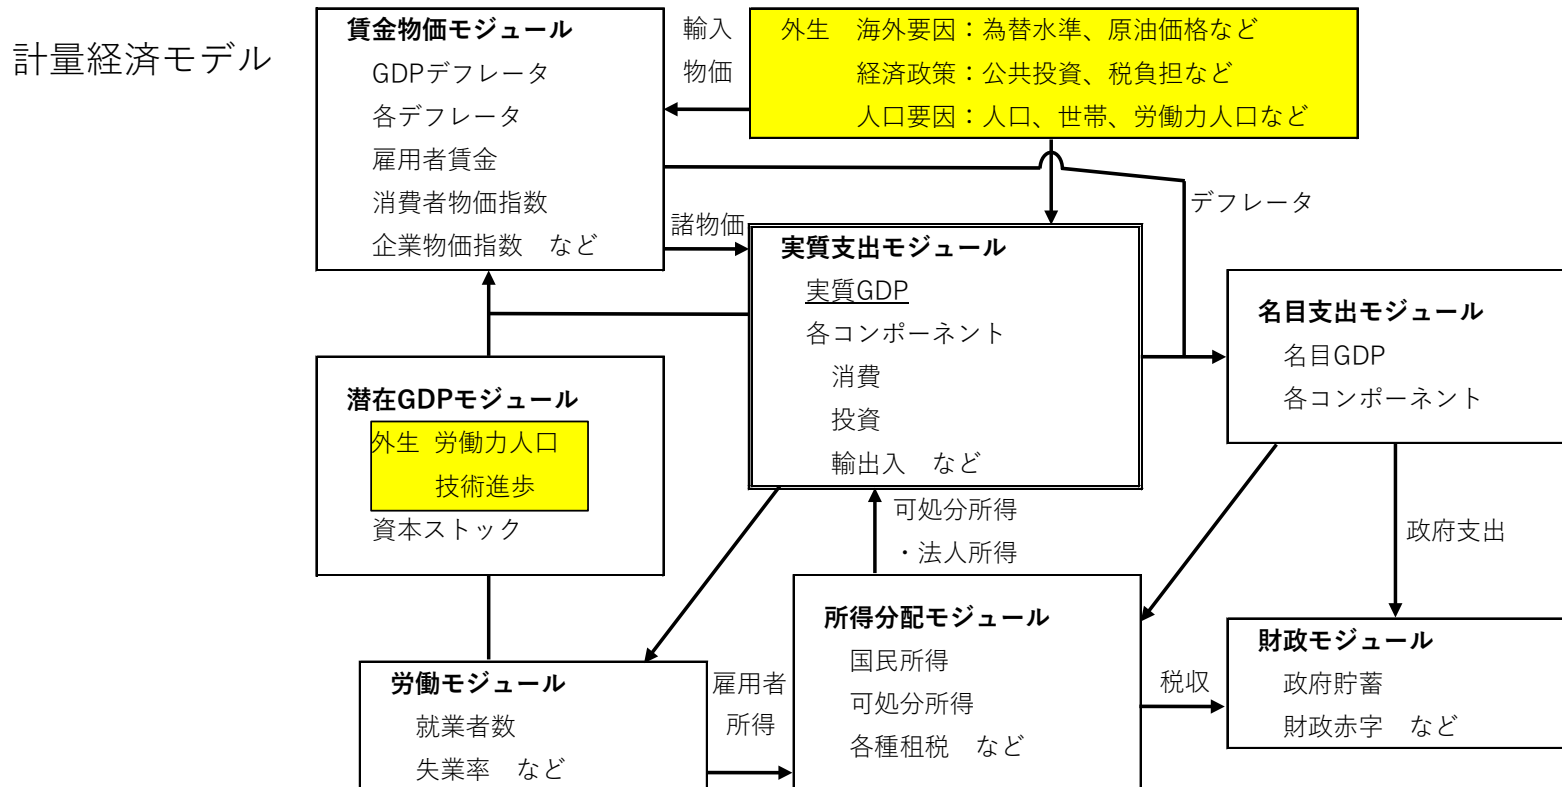 計量経済モデル
賃金物価モジュール
GDPデフレータ
各デフレータ
雇用者賃金
消費者物価指数
企業物価指数　など
輸入
物価
外生　海外要因：為替水準、原油価格など
経済政策：公共投資、税負担など
人口要因：人口、世帯、労働力人口など
デフレータ
諸物価
実質支出モジュール
実質GDP
各コンポーネント
消費
投資
輸出入　など
名目支出モジュール
名目GDP
各コンポーネント
潜在GDPモジュール
外生 労働力人口
技術進歩
資本ストック
可処分所得
・法人所得
政府支出
労働モジュール
就業者数
失業率　など
雇用者
所得
所得分配モジュール
国民所得
可処分所得
各種租税　など
税収
財政モジュール
政府貯蓄
財政赤字　など